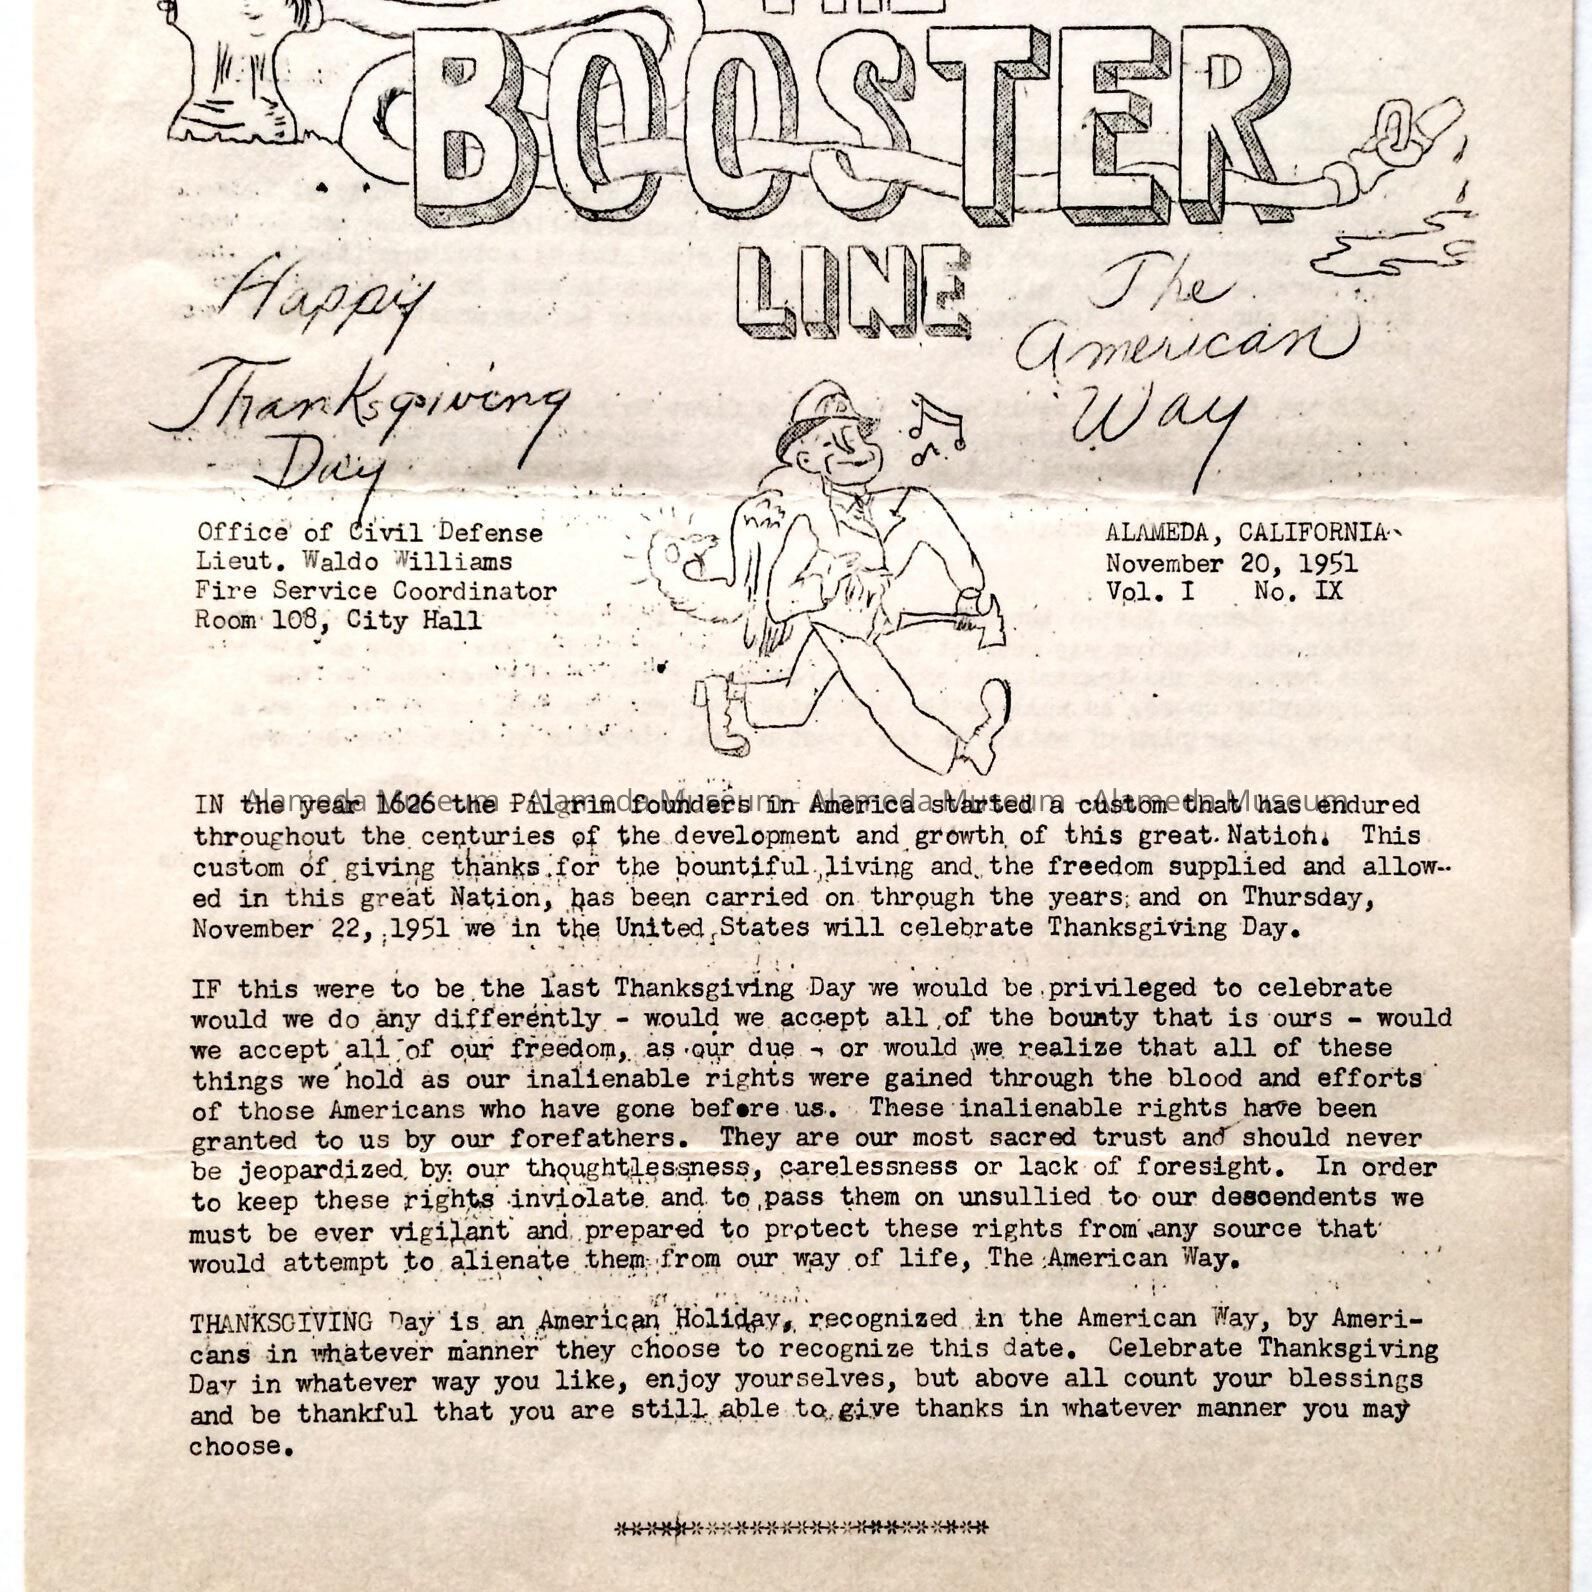 THE
BOOSTER
LINE
Happy
Thanksgiving
Day
The
American
Way
Office of Civil Defense
Lieut. Waldo Williams
Fire Service Coordinator
Room 108, City Hall
ALAMEDA, CALIFORNIA
November 20, 1951
Vol. I No. IX
Alameda Museum - Alameda Museum - Alameda Museum - Alameda Museum
IN the year 1626 the Pilgrim founders in America started a custom that has endured
throughout the centuries of the development and growth of this great Nation. This
custom of giving thanks for the bountiful living and the freedom supplied and allow-
ed in this great Nation, has been carried on through the years; and on Thursday,
November 22, 1951 we in the United States will celebrate Thanksgiving Day.
IF this were to be the last Thanksgiving Day we would be privileged to celebrate
would we do any differently - would we accept all of the bounty that is ours - would
we accept all of our freedom, as our due - or would we realize that all of these
things we hold as our inalienable rights were gained through the blood and efforts
of those Americans who have gone before us. These inalienable rights have been
granted to us by our forefathers. They are our most sacred trust and should never
be jeopardized by our thoughtlessness, carelessness or lack of foresight. In order
to keep these rights inviolate and to pass them on unsullied to our descendents we
must be ever vigilant and prepared to protect these rights from any source that
would attempt to alienate them from our way of life, The American Way.
THANKSGIVING Day is an American Holiday, recognized in the American Way, by Ameri-
cans in whatever manner they choose to recognize this date. Celebrate Thanksgiving
Day in whatever way you like, enjoy yourselves, but above all count your blessings
and be thankful that you are still able to give thanks in whatever manner you may
choose.
*************************